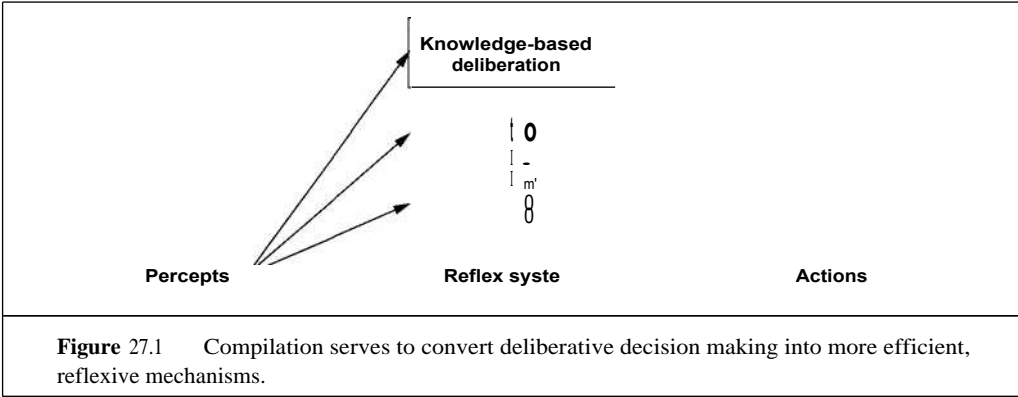 Knowledge-based
deliberation
o
-
m'
8
Percepts Reflex syste Actions
Figure 27.1 Compilation serves to convert deliberative decision making into more efficient,
reflexive mechanisms.